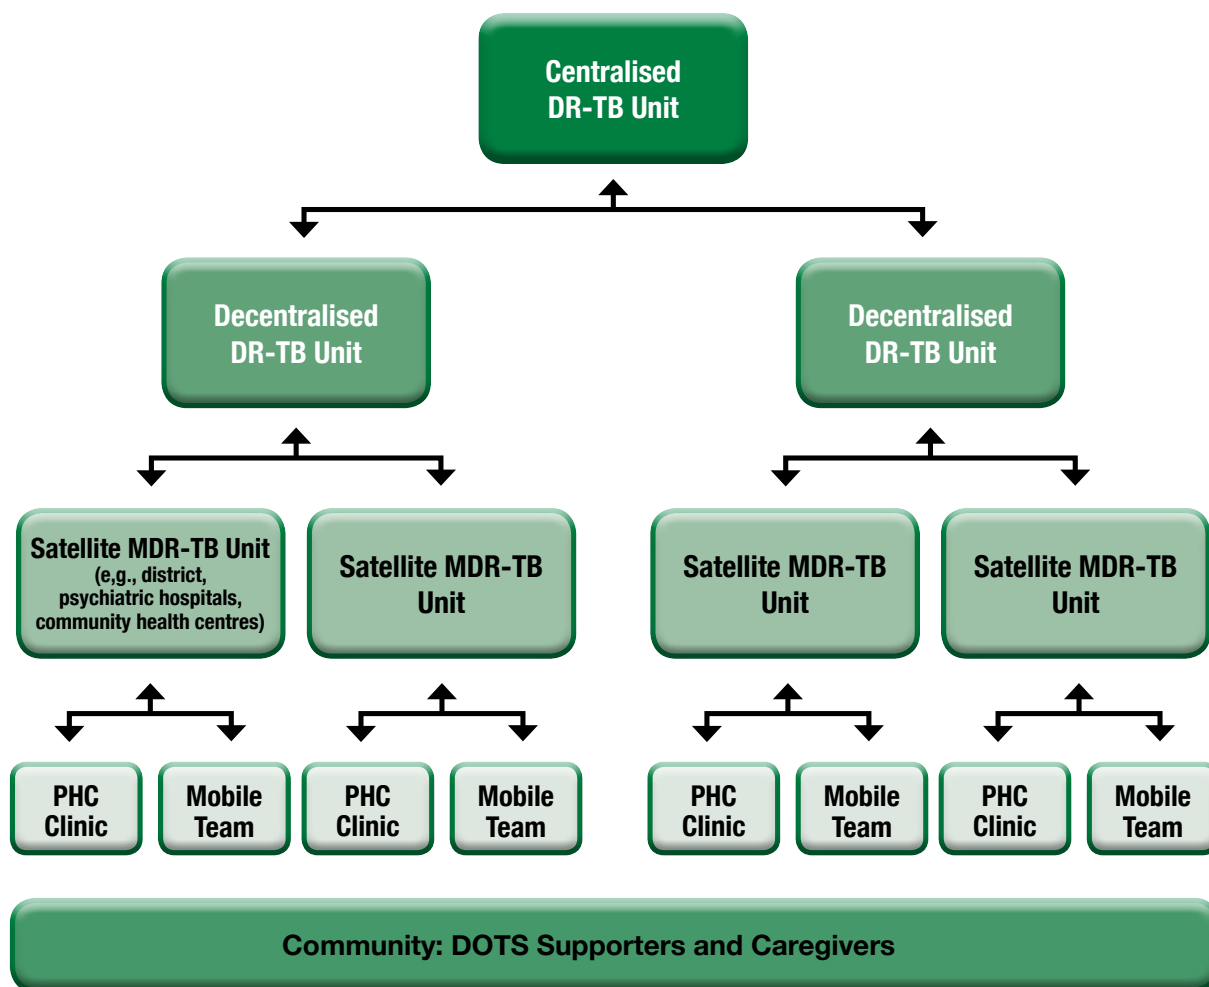 Centralised
DR-TB Unit
Decentralised
DR-TB Unit
Decentralised
DR-TB Unit
Satellite MDR-TB Unit
(e,g., district,
psychiatric hospitals,
community health centres)
Satellite MDR-TB
Unit
Satellite MDR-TB
Unit
Satellite MDR-TB
Unit
PHC
Clinic
Mobile
Team
PHC
Clinic
Mobile
Team
PHC
Clinic
Mobile
Team
PHC
Clinic
Mobile
Team
Community: DOTS Supporters and Caregivers